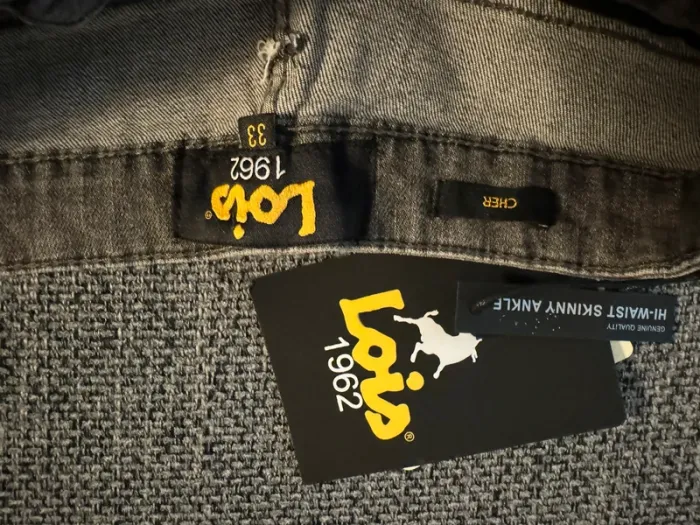 33
Lois
®
1962
CHER
GENUINE QUALITY
HI-WAIST SKINNY ANKLE
Lois®
1962